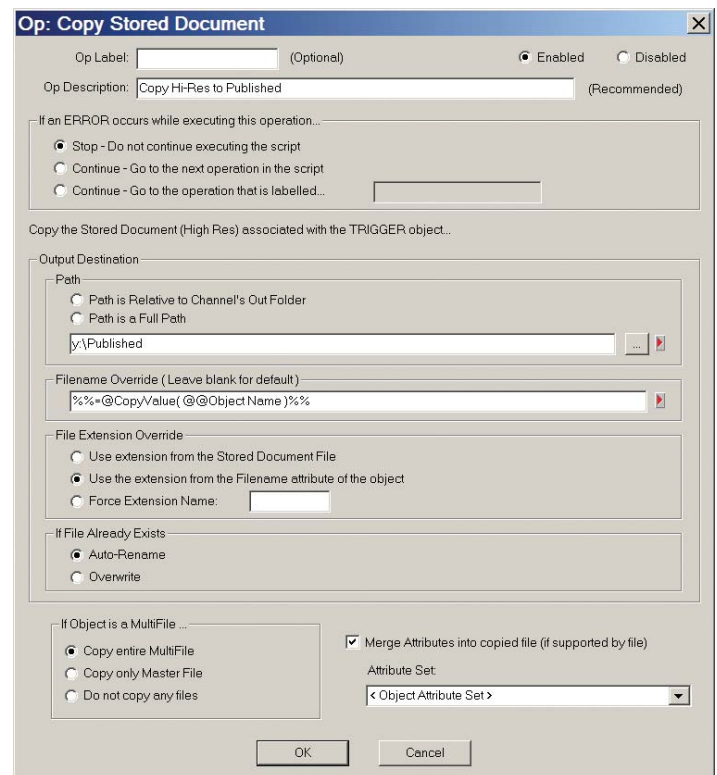 Op: Copy Stored Document
Op Label: (Optional) Enabled Disabled
Op Description: Copy Hi-Res to Published (Recommended)
If an ERROR occurs while executing this operation...
Stop - Do not continue executing the script
Continue - Go to the next operation in the script
Continue - Go to the operation that is labelled...
Copy the Stored Document (High Res) associated with the TRIGGER object...
Output Destination
Path
Path is Relative to Channel's Out Folder
Path is a Full Path
y:\Published ...
Filename Override ( Leave blank for default )
%%=@CopyValue( @@Object Name )%%
File Extension Override
Use extension from the Stored Document File
Use the extension from the Filename attribute of the object
Force Extension Name:
If File Already Exists
Auto-Rename
Overwrite
If Object is a MultiFile ...
Copy entire MultiFile
Copy only Master File
Do not copy any files
Merge Attributes into copied file (if supported by file)
Attribute Set:
< Object Attribute Set >
OK Cancel